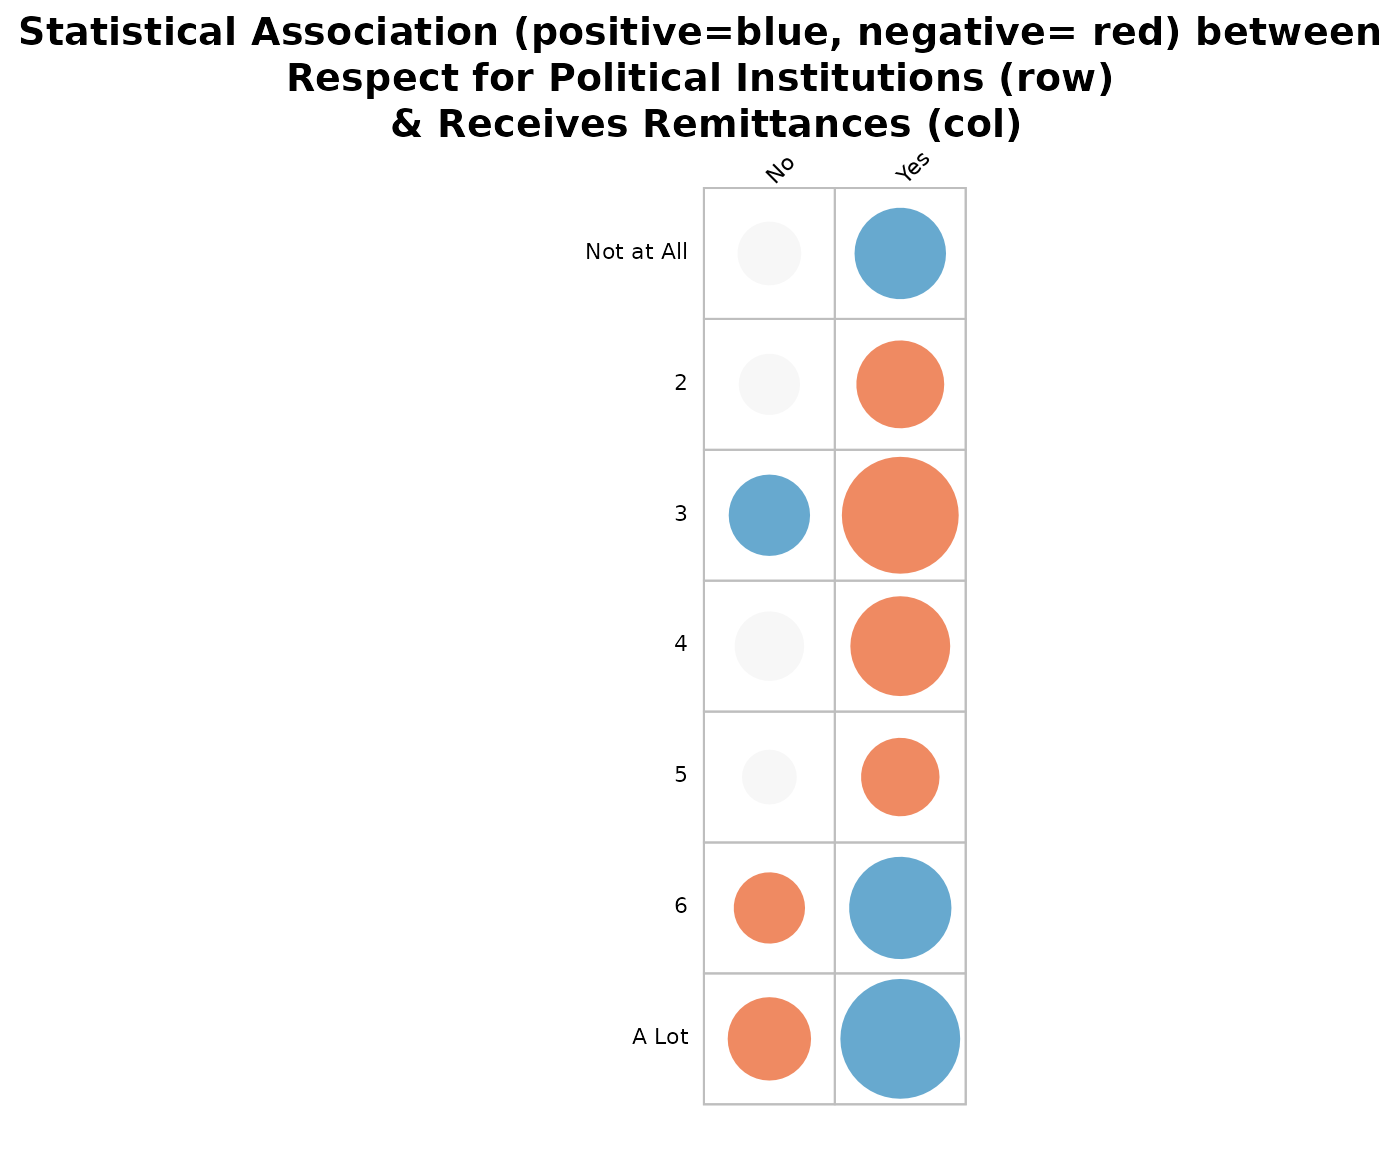 Statistical Association (positive=blue, negative= red) between
Respect for Political Institutions (row)
& Receives Remittances (col)
No
Yes
Not at All
2
3
4
5
6
A Lot